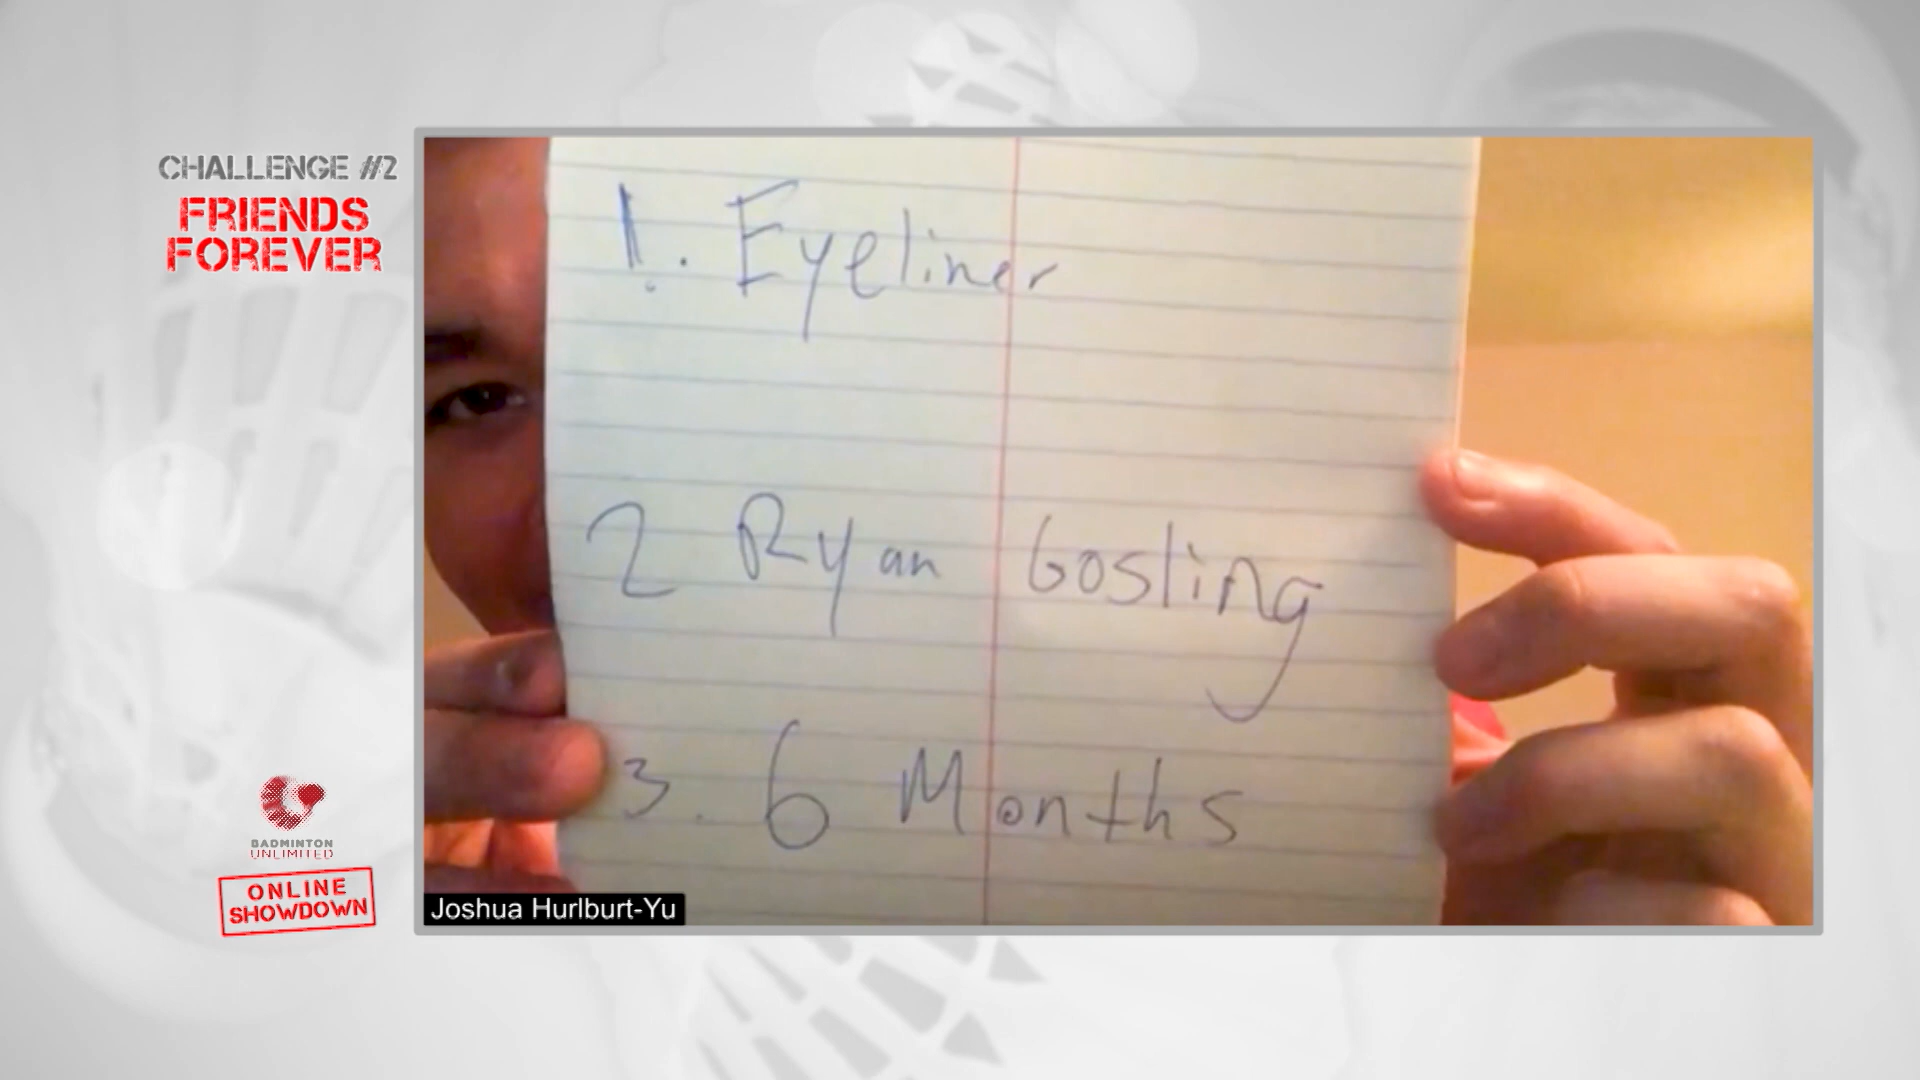 CHALLENGE #2
FRIENDS
FOREVER
1. Eyeliner
2 Ryan Gosling
3. 6 Months
BADMINTON
UNLIMITED
ONLINE
SHOWDOWN
Joshua Hurlburt-Yu